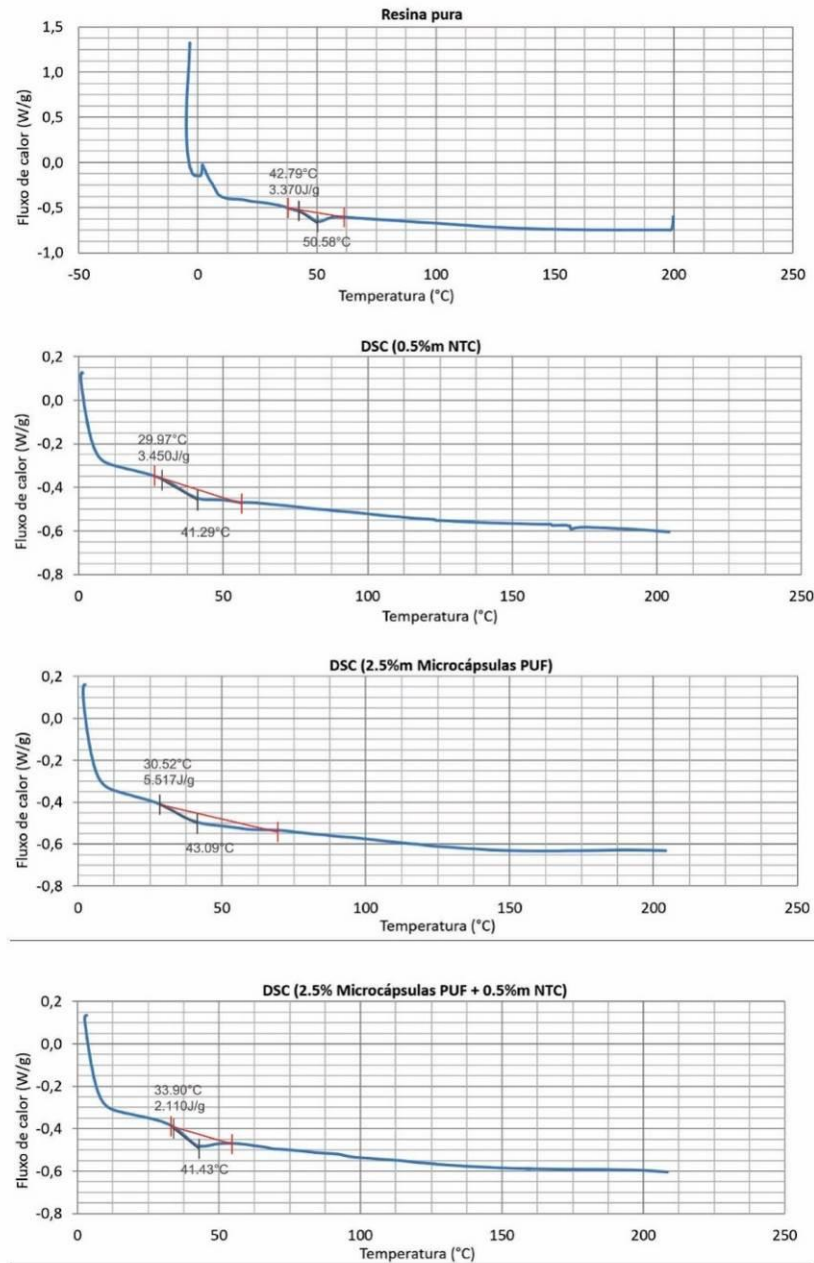 Resina pura
1,5
1,0
0,5
0,0
-0,5
-1,0
Fluxo de calor (W/g)
42.79°C
3.370J/g
50.58°C
-50
0
50
100
150
200
250
Temperatura (°C)
DSC (0.5%m NTC)
0,2
0,0
-0,2
-0,4
-0,6
-0,8
Fluxo de calor (W/g)
29.97°C
3.450J/g
41.29°C
0
50
100
150
200
250
Temperatura (°C)
DSC (2.5%m Microcápsulas PUF)
0,2
0,0
-0,2
-0,4
-0,6
-0,8
Fluxo de calor (W/g)
30.52°C
5.517J/g
43.09°C
0
50
100
150
200
250
Temperatura (°C)
DSC (2.5% Microcápsulas PUF + 0.5%m NTC)
0,2
0,0
-0,2
-0,4
-0,6
-0,8
Fluxo de calor (W/g)
33.90°C
2.110J/g
41.43°C
0
50
100
150
200
250
Temperatura (°C)